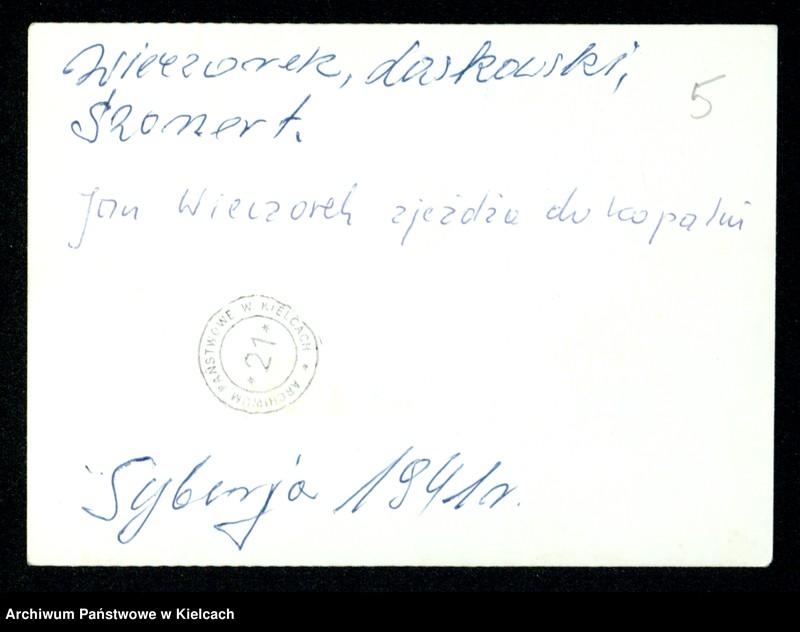 Wieczorek, Laskowski,
Szonert.
5
Jan Wieczorek zjeżdża do kopalni
ARCHIWUM PAŃSTWOWE W KIELCACH
* 21 *
Syberja 1941r.
Archiwum Państwowe w Kielcach